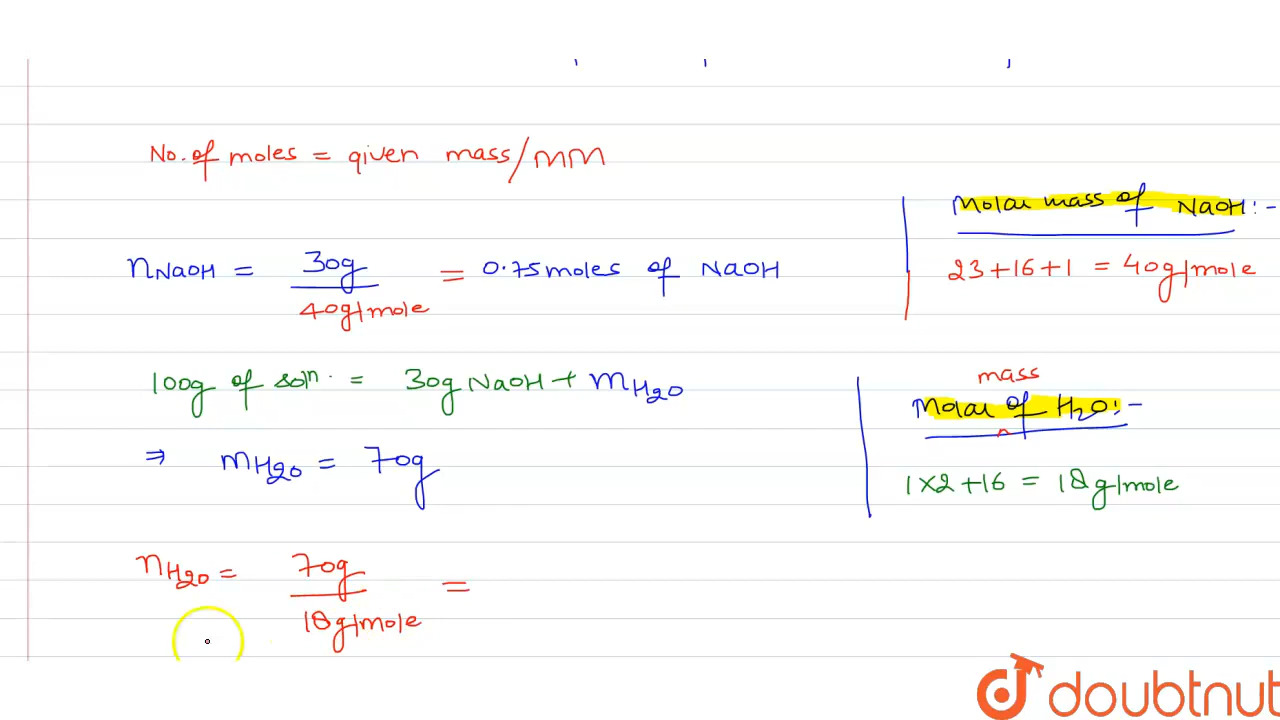 No. of moles = given mass/MM
Molar mass of NaOH:-
nNaOH = 30g/40g/mole = 0.75 moles of NaOH
23+16+1 = 40g/mole
100g of soln. = 30g NaOH + mH2O
mass
Molar ^ of H2O:-
⇒ mH2O = 70g
1×2+16 = 18g/mole
nH2O = 70g/18g/mole =
doubtnut